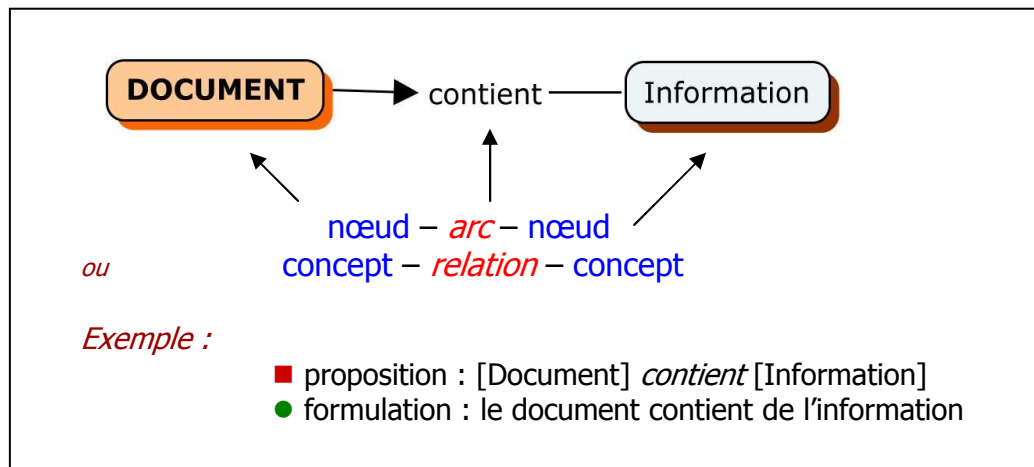 DOCUMENT contient Information
nœud – arc – nœud
ou concept – relation – concept
Exemple :
proposition : [Document] contient [Information]
formulation : le document contient de l’information